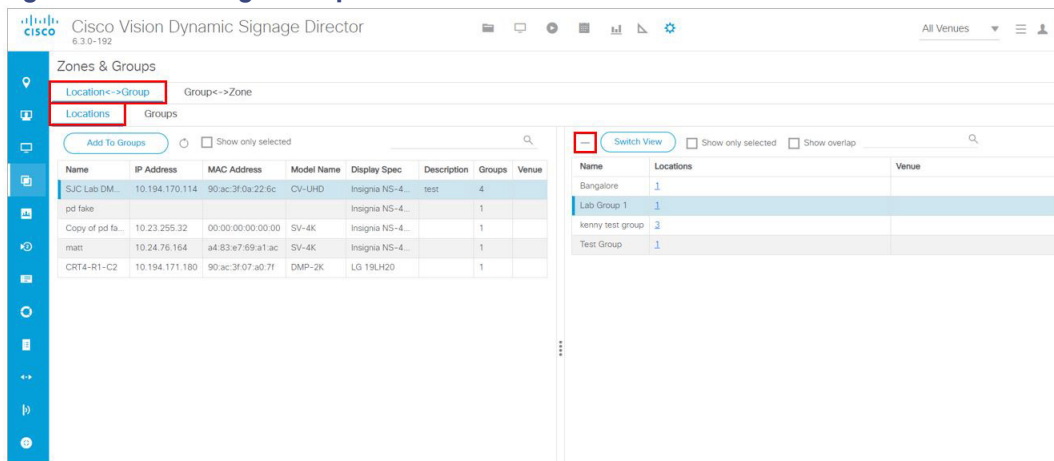 CISCO
Cisco Vision Dynamic Signage Director
6.3.0-192
All Venues
Zones & Groups
Location<->Group Group<->Zone
Locations Groups
Add To Groups Show only selected
Name IP Address MAC Address Model Name Display Spec Description Groups Venue
SJC Lab DM... 10.194.170.114 90:ac:3f:0a:22:6c CV-UHD Insignia NS-4... test 4
pd fake Insignia NS-4... 1
Copy of pd fa... 10.23.255.32 00:00:00:00:00:00 SV-4K Insignia NS-4... 1
matt 10.24.76.164 a4:83:e7:69:a1:ac SV-4K Insignia NS-4... 1
CRT4-R1-C2 10.194.171.180 90:ac:3f:07:a0:7f DMP-2K LG 19LH20 1
Switch View Show only selected Show overlap
Name Locations Venue
Bangalore 1
Lab Group 1 1
kenny test group 3
Test Group 1